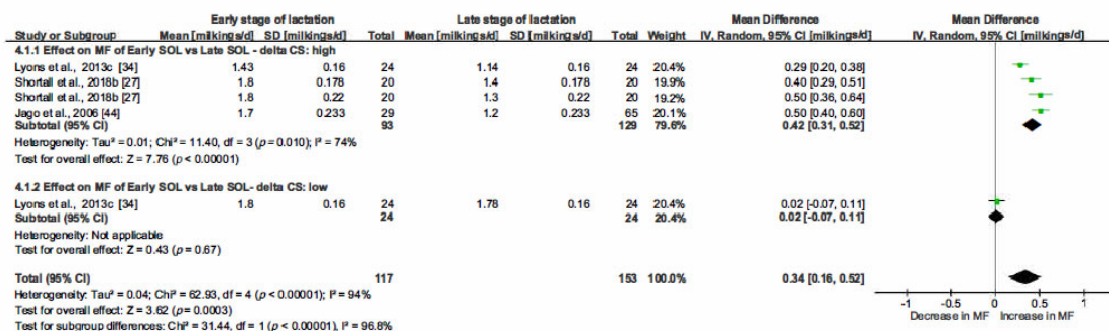 Early stage of lactation Late stage of lactation Mean Difference Mean Difference
Study or Subgroup Mean [milkings/d] SD [milkings/d] Total Mean [milkings/d] SD [milkings/d] Total Weight IV, Random, 95% CI [milkings/d] IV, Random, 95% CI [milkings/d]
4.1.1 Effect on MF of Early SOL vs Late SOL - delta CS: high
Lyons et al., 2013c [34] 1.43 0.16 24 1.14 0.16 24 20.4% 0.29 [0.20, 0.38]
Shortall et al., 2018b [27] 1.8 0.178 20 1.4 0.178 20 19.9% 0.40 [0.29, 0.51]
Shortall et al., 2018b [27] 1.8 0.22 20 1.3 0.22 20 19.2% 0.50 [0.36, 0.64]
Jago et al., 2006 [44] 1.7 0.233 29 1.2 0.233 65 20.1% 0.50 [0.40, 0.60]
Subtotal (95% CI) 93 129 79.6% 0.42 [0.31, 0.52]
Heterogeneity: Tau² = 0.01; Chi² = 11.40, df = 3 (p = 0.010); I² = 74%
Test for overall effect: Z = 7.76 (p < 0.00001)
4.1.2 Effect on MF of Early SOL vs Late SOL- delta CS: low
Lyons et al., 2013c [34] 1.8 0.16 24 1.78 0.16 24 20.4% 0.02 [-0.07, 0.11]
Subtotal (95% CI) 24 24 20.4% 0.02 [-0.07, 0.11]
Heterogeneity: Not applicable
Test for overall effect: Z = 0.43 (p = 0.67)
Total (95% CI) 117 153 100.0% 0.34 [0.16, 0.52]
Heterogeneity: Tau² = 0.04; Chi² = 62.93, df = 4 (p < 0.00001); I² = 94%
Test for overall effect: Z = 3.62 (p = 0.0003)
Test for subgroup differences: Chi² = 31.44, df = 1 (p < 0.00001), I² = 96.8%
-1 -0.5 0 0.5 1
Decrease in MF Increase in MF